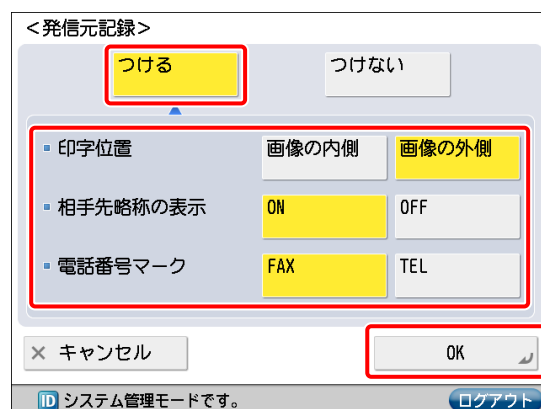 <発信元記録>
つける つけない
印字位置 画像の内側 画像の外側
相手先略称の表示 ON OFF
電話番号マーク FAX TEL
× キャンセル OK
ID システム管理モードです。 ログアウト